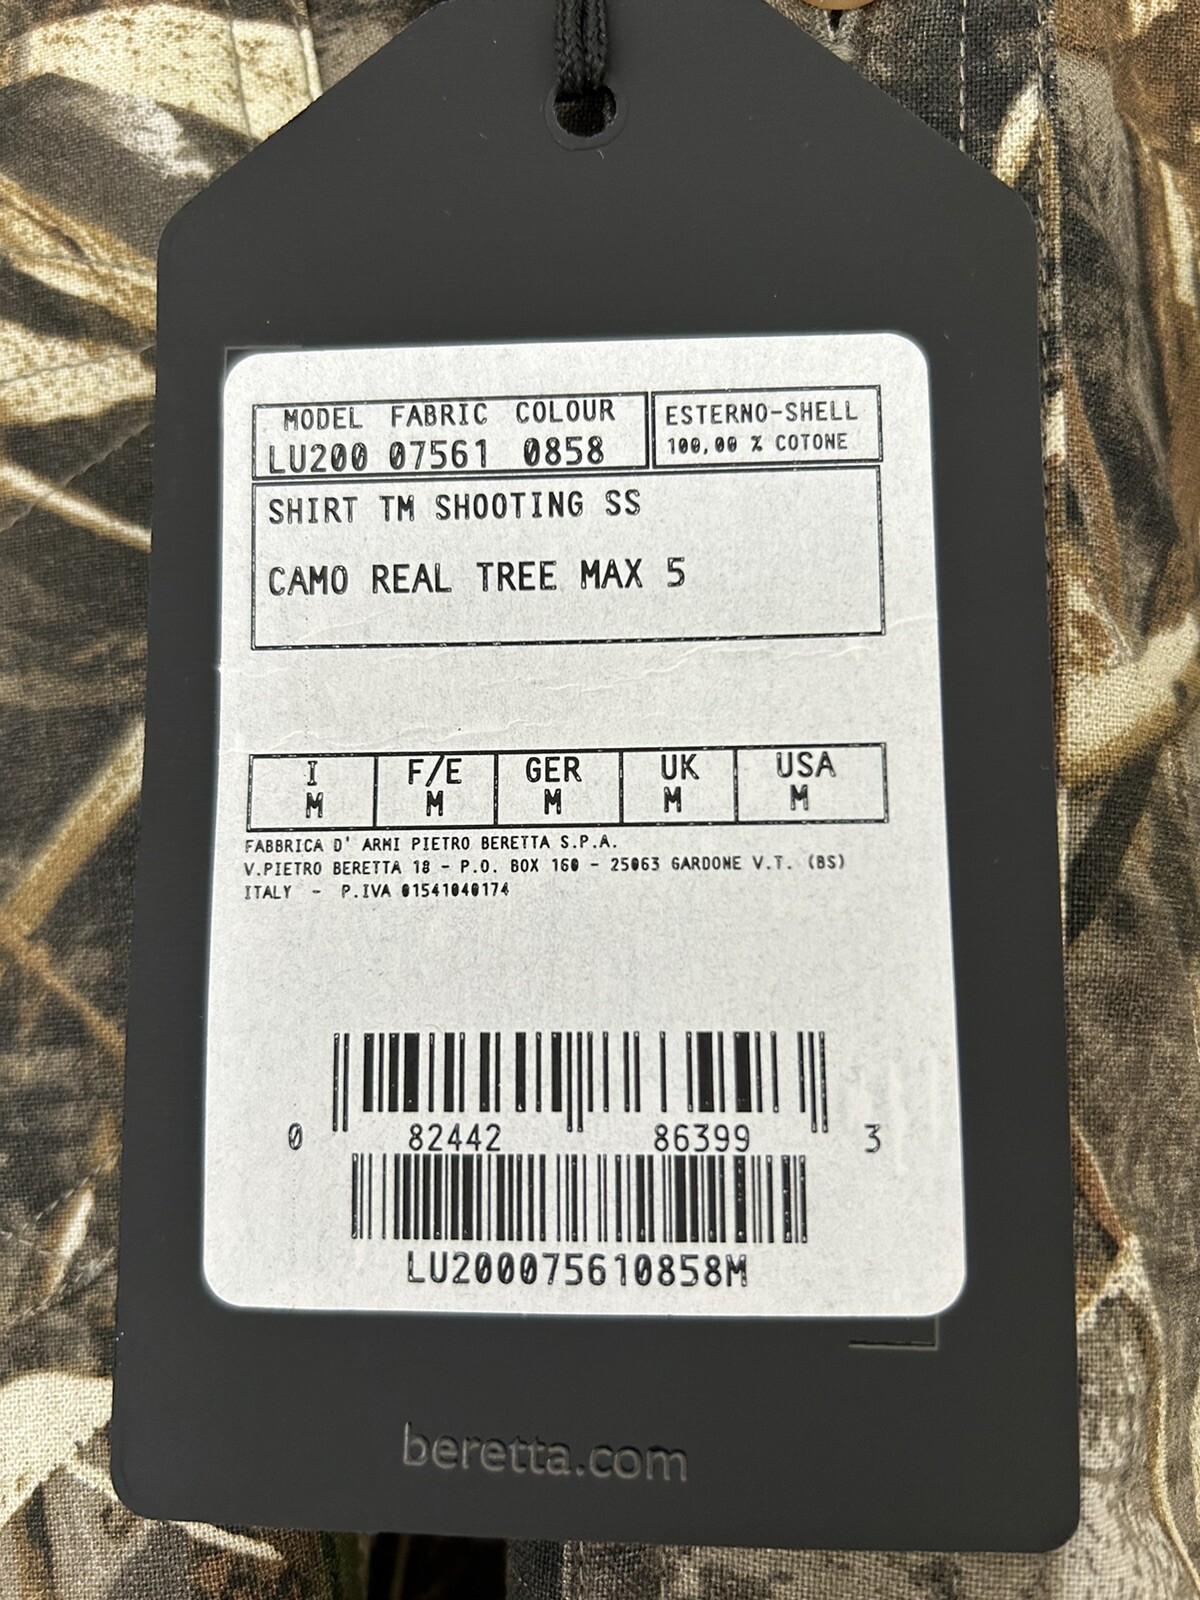 MODEL FABRIC COLOUR
LU200 07561 0858
ESTERNO-SHELL
100,00 % COTONE
SHIRT TM SHOOTING SS
CAMO REAL TREE MAX 5
I F/E GER UK USA
M M M M M
FABBRICA D' ARMI PIETRO BERETTA S.P.A.
V.PIETRO BERETTA 18 - P.O. BOX 160 - 25063 GARDONE V.T. (BS)
ITALY - P.IVA 01541040174
0 82442 86399 3
LU200075610858M
beretta.com